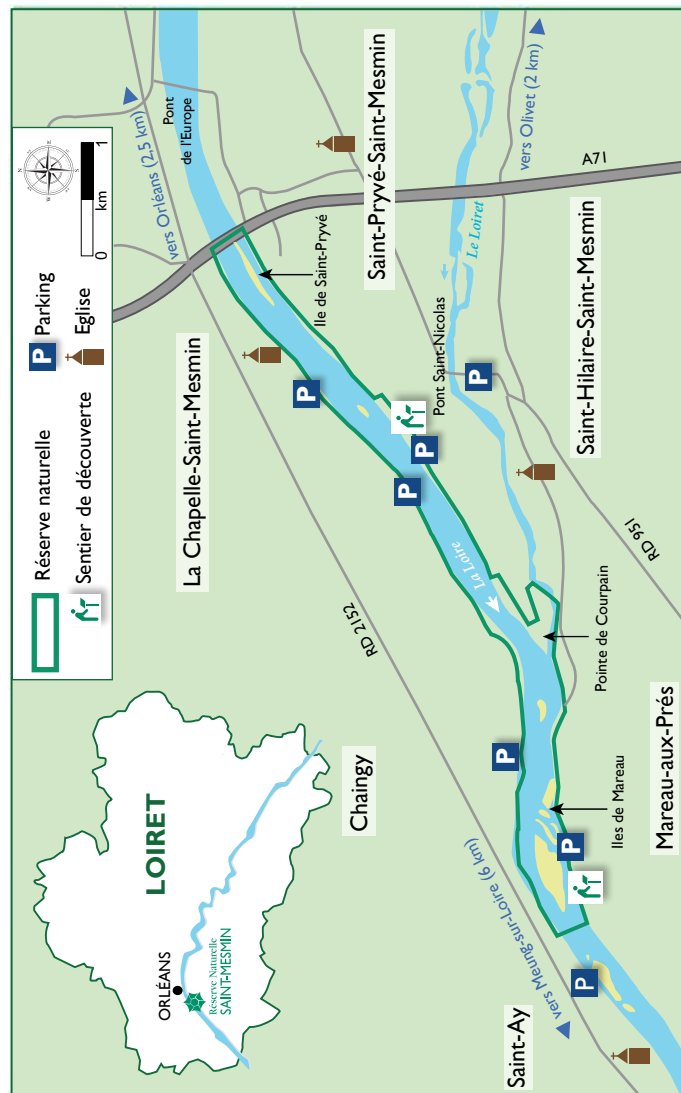 Réserve naturelle
Sentier de découverte
P Parking
Eglise
0 km 1
N
LOIRET
ORLÉANS
Réserve Naturelle
SAINT-MESMIN
Chaingy
Saint-Ay
vers Meung-sur-Loire (6 km)
RD 2152
La Chapelle-Saint-Mesmin
vers Orléans (2,5 km)
Pont
de l'Europe
Ile de Saint-Pryvé
Saint-Pryvé-Saint-Mesmin
A71
vers Olivet (2 km)
Le Loiret
Pont Saint-Nicolas
Saint-Hilaire-Saint-Mesmin
RD 951
La Loire
Pointe de Courpain
Iles de Mareau
Mareau-aux-Prés
P
P
P
P
P
P
P